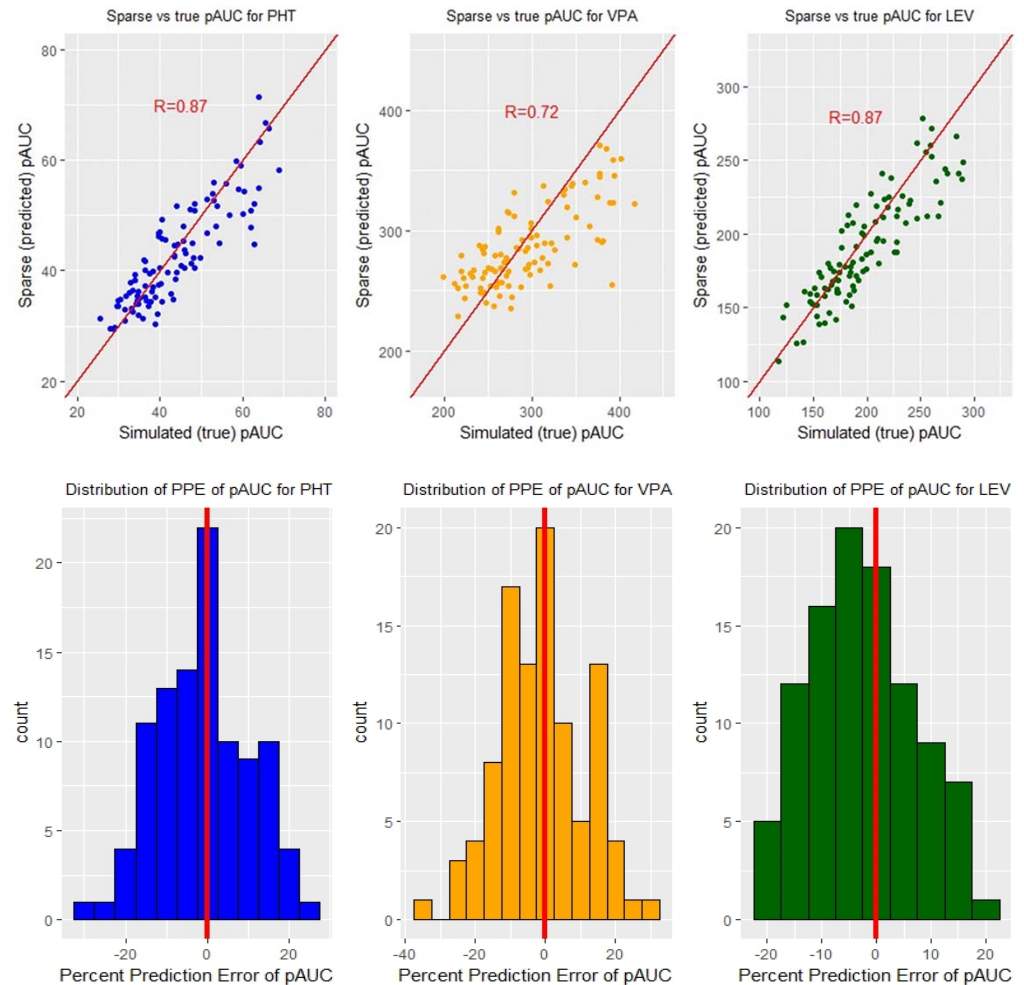 Sparse vs true pAUC for PHT
Sparse vs true pAUC for VPA
Sparse vs true pAUC for LEV
80
60
40
20
R=0.87
Sparse (predicted) pAUC
20 40 60 80
Simulated (true) pAUC
400
300
200
R=0.72
Sparse (predicted) pAUC
200 250 300 350 400
Simulated (true) pAUC
300
250
200
150
100
R=0.87
Sparse (predicted) pAUC
100 150 200 250 300
Simulated (true) pAUC
Distribution of PPE of pAUC for PHT
Distribution of PPE of pAUC for VPA
Distribution of PPE of pAUC for LEV
20
15
10
5
0
count
-20 0 20
Percent Prediction Error of pAUC
20
15
10
5
0
count
-40 -20 0 20
Percent Prediction Error of pAUC
20
15
10
5
0
count
-20 -10 0 10 20
Percent Prediction Error of pAUC